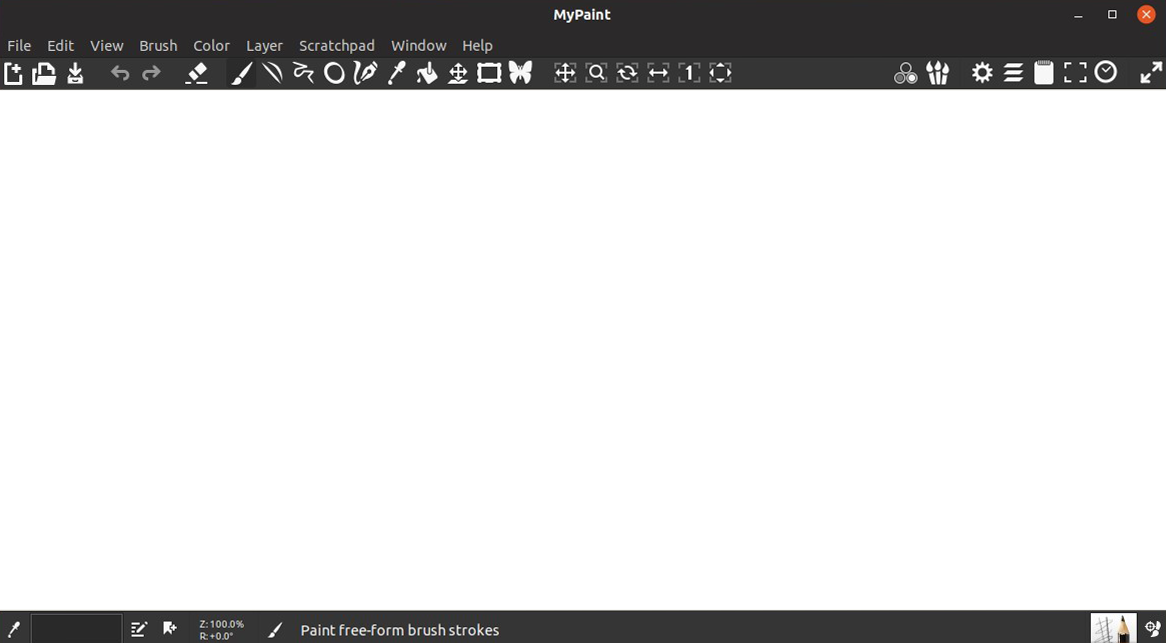 MyPaint
File Edit View Brush Color Layer Scratchpad Window Help
1
Z:100.0%
R:+0.0°
Paint free-form brush strokes